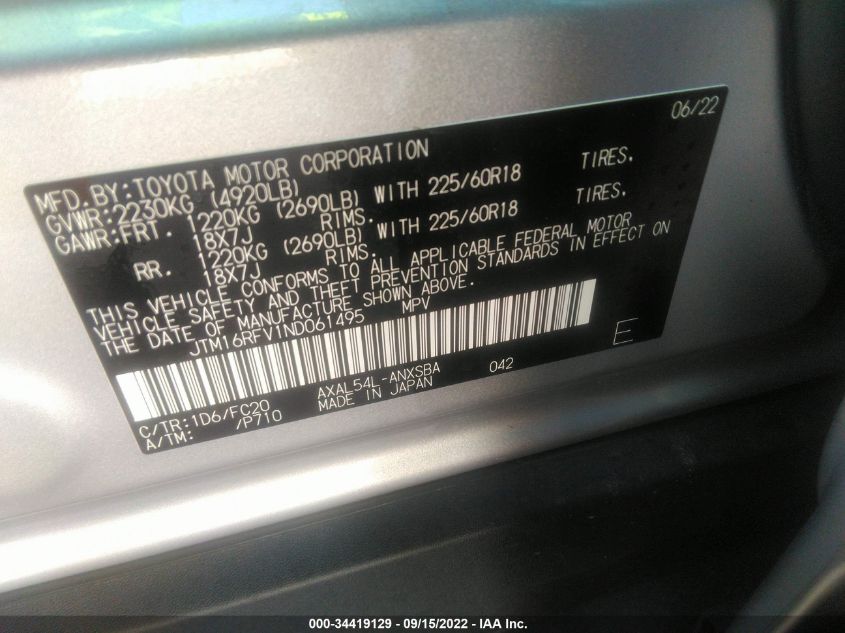 06/22
MFD.BY:TOYOTA MOTOR CORPORATION
GVWR:2230KG (4920LB)
GAWR:FRT. 1220KG (2690LB) WITH 225/60R18 TIRES.
18X7J RIMS.
RR. 1220KG (2690LB) WITH 225/60R18 TIRES.
18X7J RIMS.
THIS VEHICLE CONFORMS TO ALL APPLICABLE FEDERAL MOTOR
VEHICLE SAFETY AND THEFT PREVENTION STANDARDS IN EFFECT ON
THE DATE OF MANUFACTURE SHOWN ABOVE.
JTM16RFV1ND061495 MPV
E
C/TR:1D6/FC20 AXAL54L-ANXSBA 042
A/TM: /P710 MADE IN JAPAN
000-34419129 - 09/15/2022 - IAA Inc.